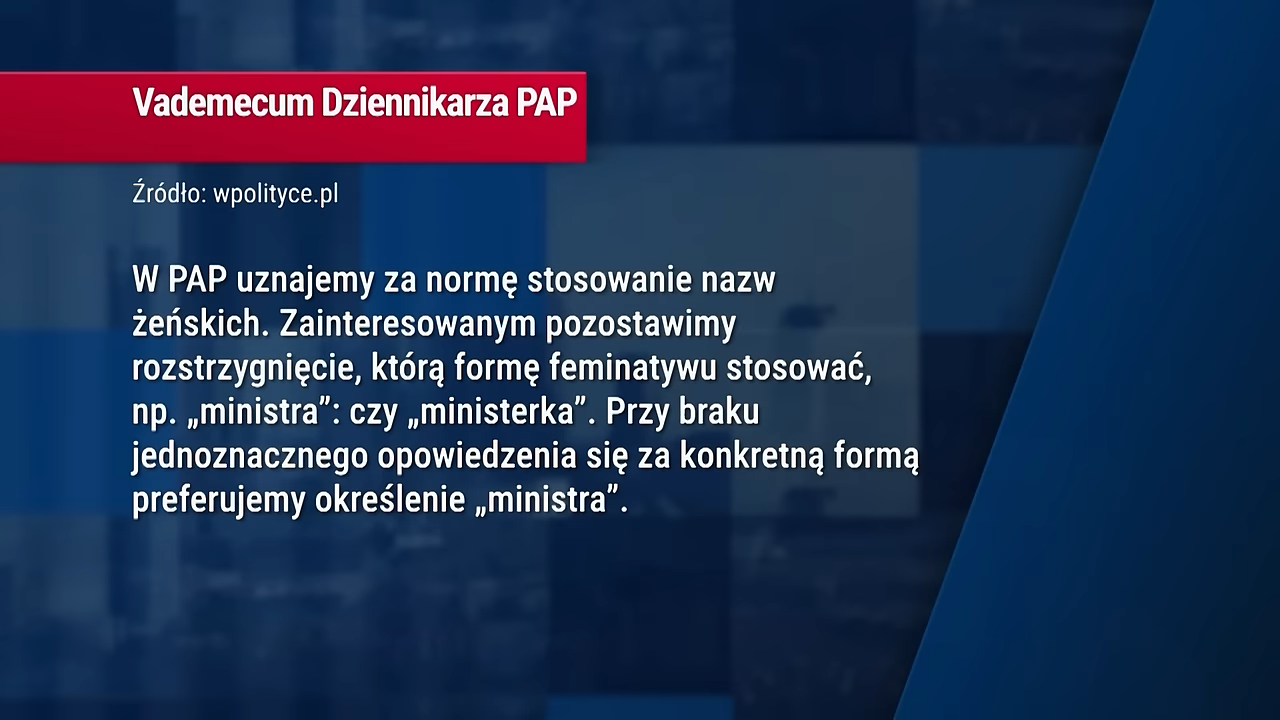 Vademecum Dziennikarza PAP
Źródło: wpolityce.pl
W PAP uznajemy za normę stosowanie nazw
żeńskich. Zainteresowanym pozostawimy
rozstrzygnięcie, którą formę feminatywu stosować,
np. „ministra”: czy „ministerka”. Przy braku
jednoznacznego opowiedzenia się za konkretną formą
preferujemy określenie „ministra”.